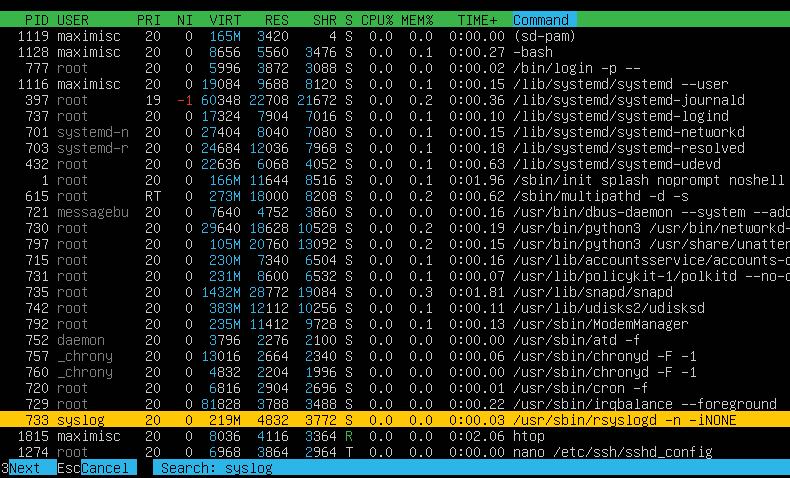 PID USER PRI NI VIRT RES SHR S CPU% MEM% TIME+ Command
1119 maximisc 20 0 165M 3420 4 S 0.0 0.0 0:00.00 (sd-pam)
1128 maximisc 20 0 8656 5560 3476 S 0.0 0.1 0:00.27 -bash
777 root 20 0 5996 3872 3088 S 0.0 0.0 0:00.02 /bin/login -p --
1116 maximisc 20 0 19084 9688 8120 S 0.0 0.1 0:00.15 /lib/systemd/systemd --user
397 root 19 -1 60348 22708 21672 S 0.0 0.2 0:00.36 /lib/systemd/systemd-journald
737 root 20 0 17324 7904 7016 S 0.0 0.1 0:00.10 /lib/systemd/systemd-logind
701 systemd-n 20 0 27404 8040 7080 S 0.0 0.1 0:00.15 /lib/systemd/systemd-networkd
703 systemd-r 20 0 24684 12036 7968 S 0.0 0.1 0:00.18 /lib/systemd/systemd-resolved
432 root 20 0 22636 6068 4052 S 0.0 0.1 0:00.63 /lib/systemd/systemd-udevd
1 root 20 0 166M 11644 8516 S 0.0 0.1 0:01.96 /sbin/init splash noprompt noshell
615 root RT 0 273M 18000 8208 S 0.0 0.2 0:00.62 /sbin/multipathd -d -s
721 messagebu 20 0 7640 4752 3860 S 0.0 0.0 0:00.16 /usr/bin/dbus-daemon --system --add
730 root 20 0 29640 18628 10528 S 0.0 0.2 0:00.19 /usr/bin/python3 /usr/bin/networkd-
797 root 20 0 105M 20760 13092 S 0.0 0.2 0:00.15 /usr/bin/python3 /usr/share/unatten
715 root 20 0 230M 7340 6504 S 0.0 0.1 0:00.16 /usr/lib/accountsservice/accounts-d
731 root 20 0 231M 8600 6532 S 0.0 0.1 0:00.07 /usr/lib/policykit-1/polkitd --no-d
735 root 20 0 1432M 28772 19084 S 0.0 0.3 0:01.81 /usr/lib/snapd/snapd
742 root 20 0 383M 12112 10256 S 0.0 0.1 0:00.11 /usr/lib/udisks2/udisksd
792 root 20 0 235M 11412 9728 S 0.0 0.1 0:00.13 /usr/sbin/ModemManager
752 daemon 20 0 3796 2276 2100 S 0.0 0.0 0:00.00 /usr/sbin/atd -f
757 _chrony 20 0 13016 2664 2340 S 0.0 0.0 0:00.06 /usr/sbin/chronyd -F -1
760 _chrony 20 0 4832 2204 1996 S 0.0 0.0 0:00.00 /usr/sbin/chronyd -F -1
720 root 20 0 6816 2904 2696 S 0.0 0.0 0:00.01 /usr/sbin/cron -f
729 root 20 0 81828 3788 3488 S 0.0 0.0 0:00.22 /usr/sbin/irqbalance --foreground
733 syslog 20 0 219M 4832 3772 S 0.0 0.0 0:00.03 /usr/sbin/rsyslogd -n -iNONE
1815 maximisc 20 0 8036 4116 3364 R 0.0 0.0 0:02.06 htop
1274 root 20 0 6968 3864 2964 T 0.0 0.0 0:00.00 nano /etc/ssh/sshd_config
3Next EscCancel Search: syslog